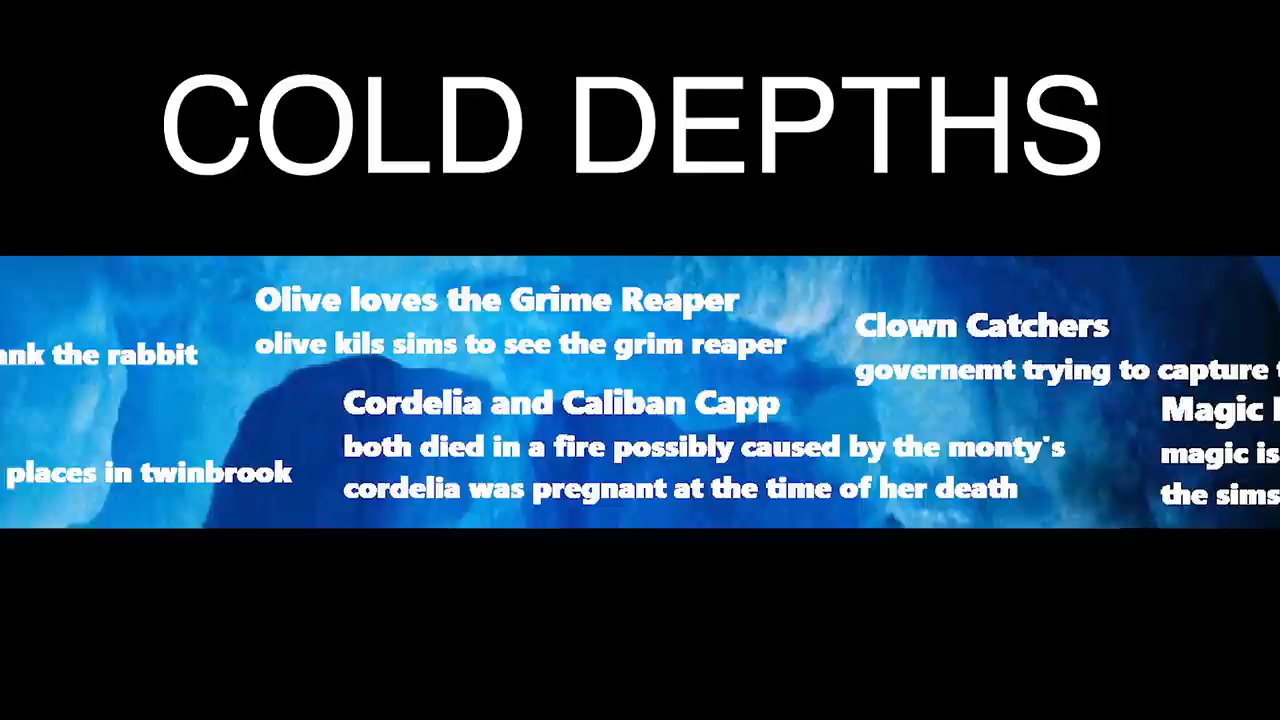 COLD DEPTHS
Olive loves the Grime Reaper
olive kils sims to see the grim reaper
the rabbit
Clown Catchers
governemt trying to capture
Cordelia and Caliban Capp
both died in a fire possibly caused by the monty's
cordelia was pregnant at the time of her death
places in twinbrook
Magic
magic is
the sims